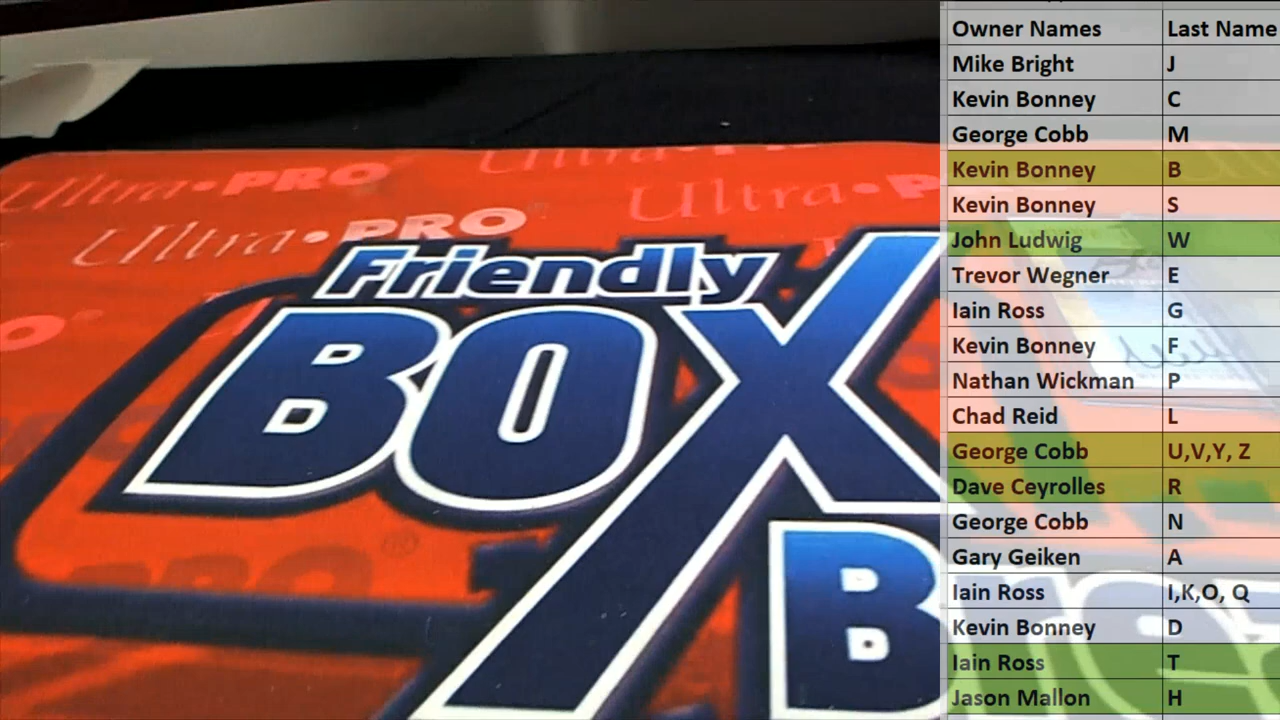 Ultra•PRO
Ultra•PRO®
Ultra•P
Friendly
BOX
B
Owner Names Last Name
Mike Bright J
Kevin Bonney C
George Cobb M
Kevin Bonney B
Kevin Bonney S
John Ludwig W
Trevor Wegner E
Iain Ross G
Kevin Bonney F
Nathan Wickman P
Chad Reid L
George Cobb U,V,Y, Z
Dave Ceyrolles R
George Cobb N
Gary Geiken A
Iain Ross I,K,O, Q
Kevin Bonney D
Iain Ross T
Jason Mallon H